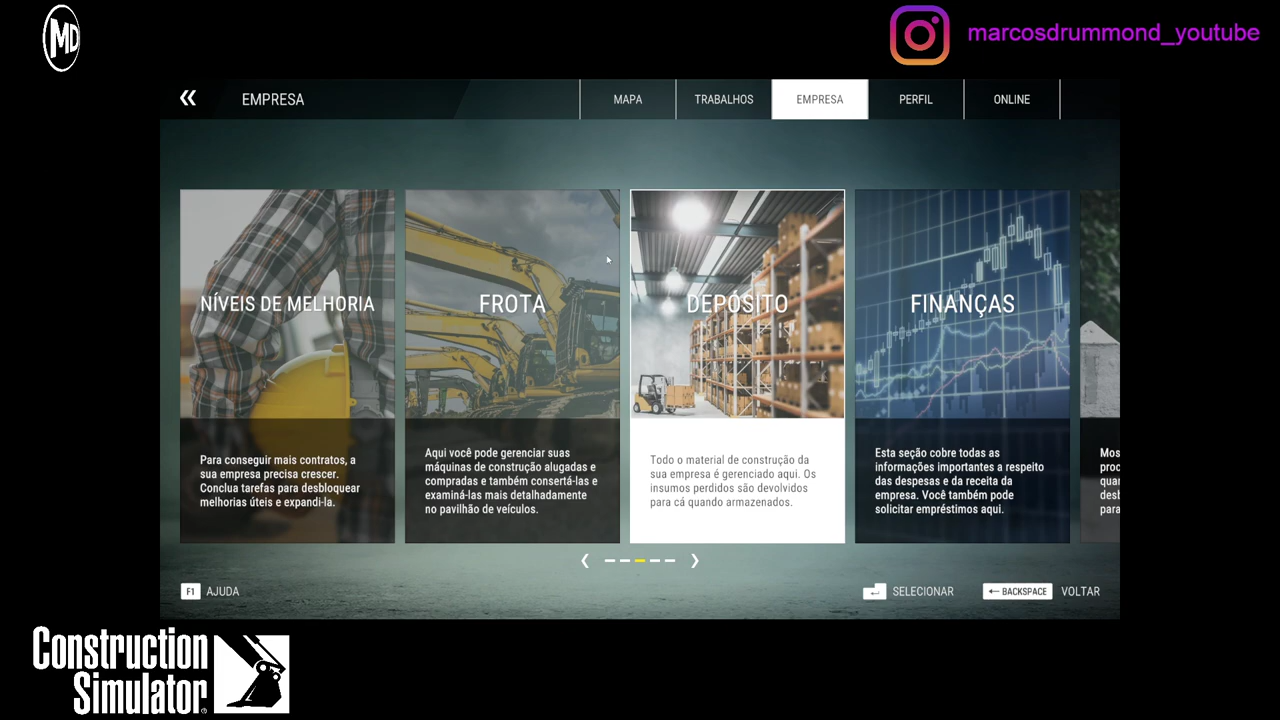 MD
marcosdrummond_youtube
EMPRESA
MAPA
TRABALHOS
EMPRESA
PERFIL
ONLINE
NÍVEIS DE MELHORIA
Para conseguir mais contratos, a
sua empresa precisa crescer.
Conclua tarefas para desbloquear
melhorias úteis e expandi-la.
FROTA
Aqui você pode gerenciar suas
máquinas de construção alugadas e
compradas e também consertá-las e
examiná-las mais detalhadamente
no pavilhão de veículos.
DEPÓSITO
Todo o material de construção da
sua empresa é gerenciado aqui. Os
insumos perdidos são devolvidos
para cá quando armazenados.
FINANÇAS
Esta seção cobre todas as
informações importantes a respeito
das despesas e da receita da
empresa. Você também pode
solicitar empréstimos aqui.
Mos
proc
quar
desb
para
F1 AJUDA
SELECIONAR
BACKSPACE VOLTAR
Construction
Simulator®